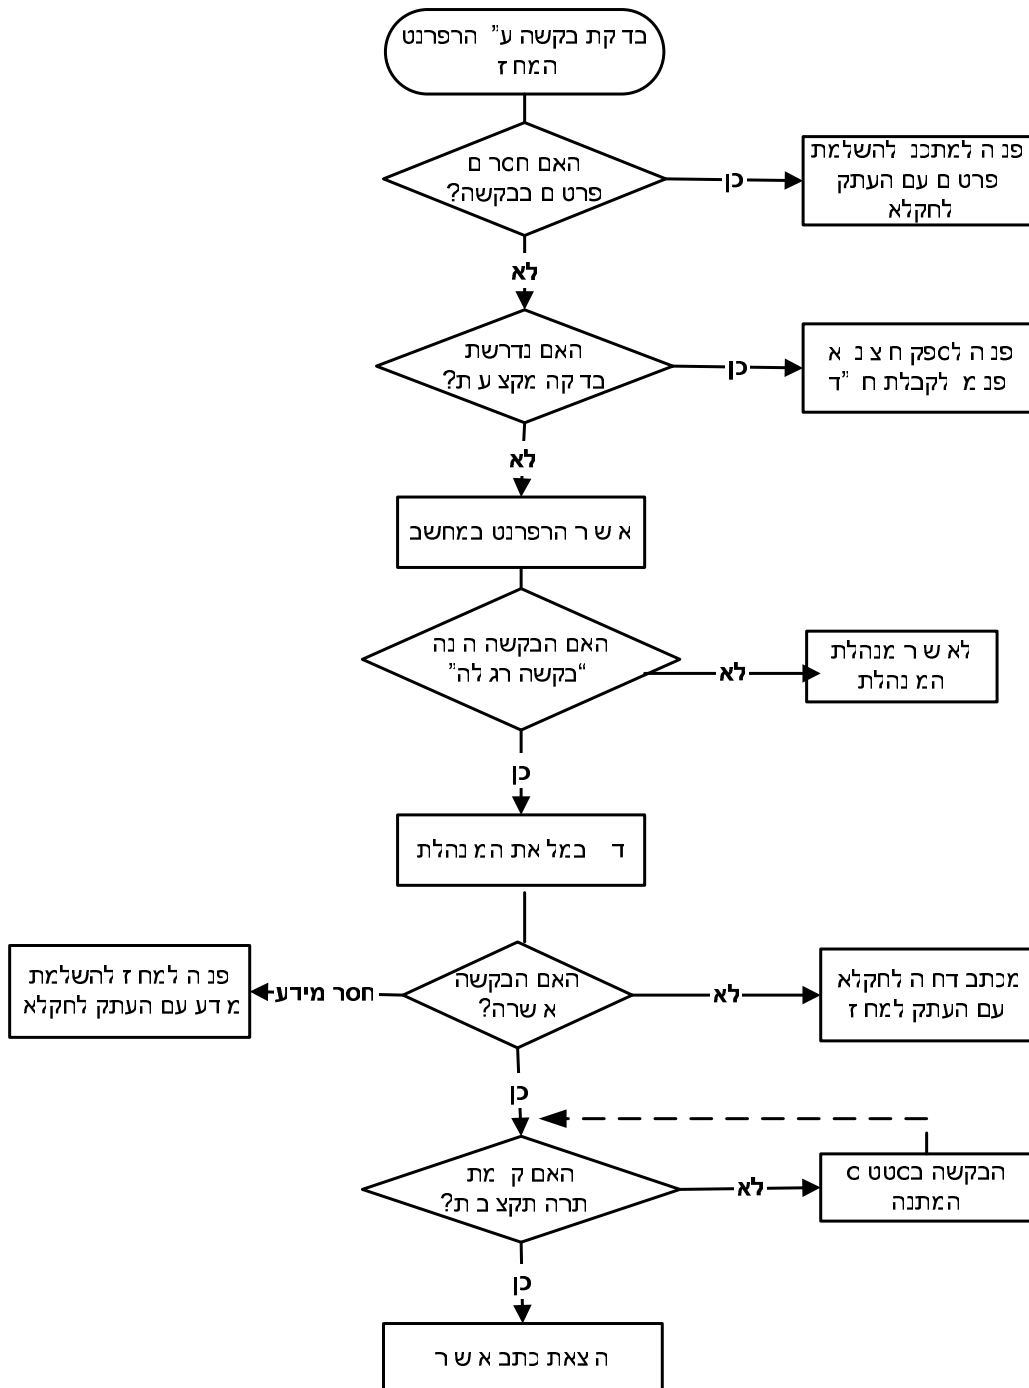 בד קת בקשה ע" הרפרנט
המח ז
האם חסר ם
פרט ם בבקשה?
כן
פנ ה למתכנ להשלמת
פרט ם עם העתק
לחקלא
לא
האם נדרשת
בד קה מקצ ע ת?
כן
פנ ה לספק ח צ נ א
פנ מ לקבלת ח "ד
לא
א ש ר הרפרנט במחשב
האם הבקשה ה נה
"בקשה רג לה"
לא
לא ש ר מנהלת
המ נהלת
כן
ד במל את המ נהלת
האם הבקשה
א שרה?
חסר מידע
פנ ה למח ז להשלמת
מ דע עם העתק לחקלא
לא
מכתב דח ה לחקלא
עם העתק למח ז
כן
האם ק מת
תרה תקצ ב ת?
לא
הבקשה בסטט ס
המתנה
כן
ה צאת כתב א ש ר